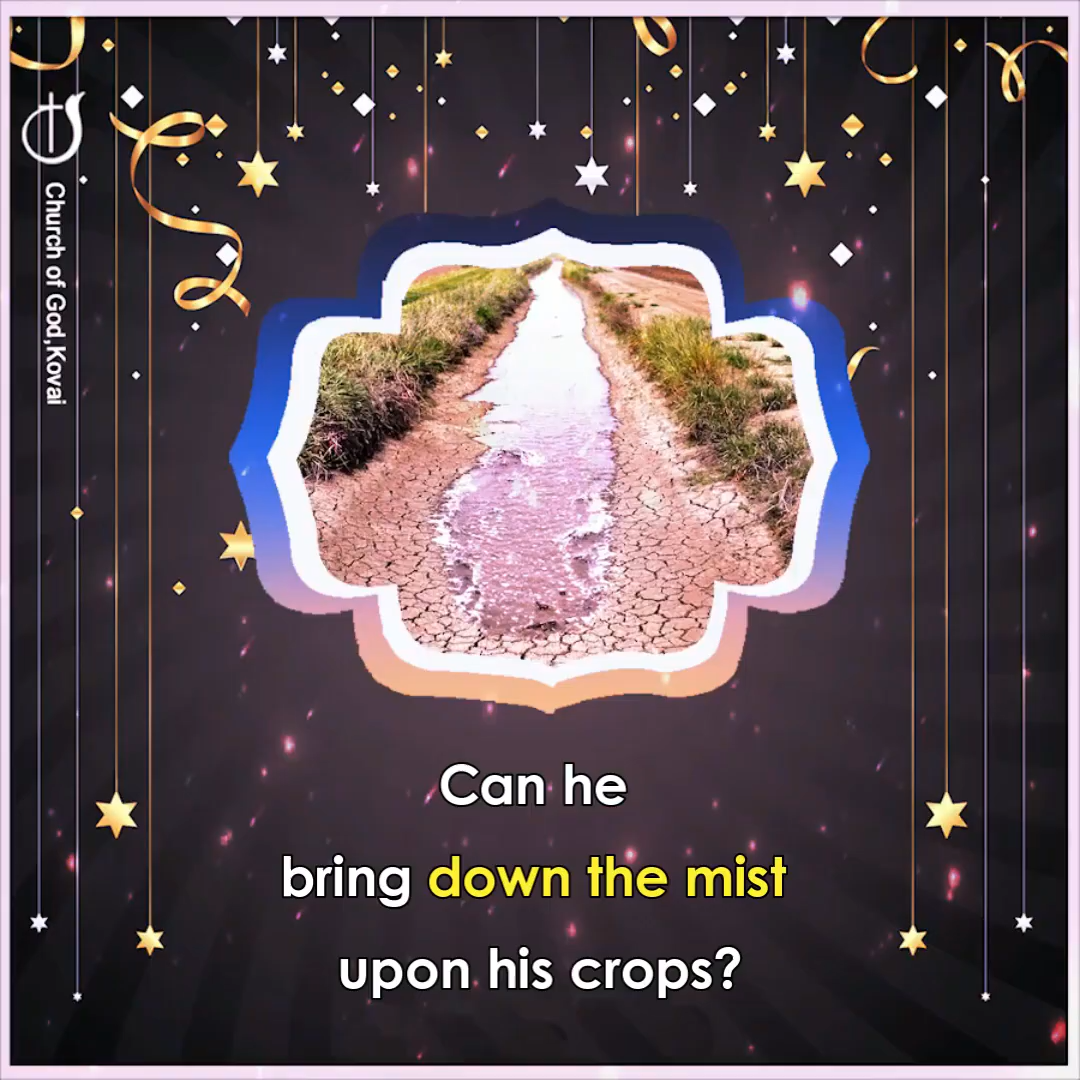 Church of God,Kovai
Can he
bring down the mist
upon his crops?